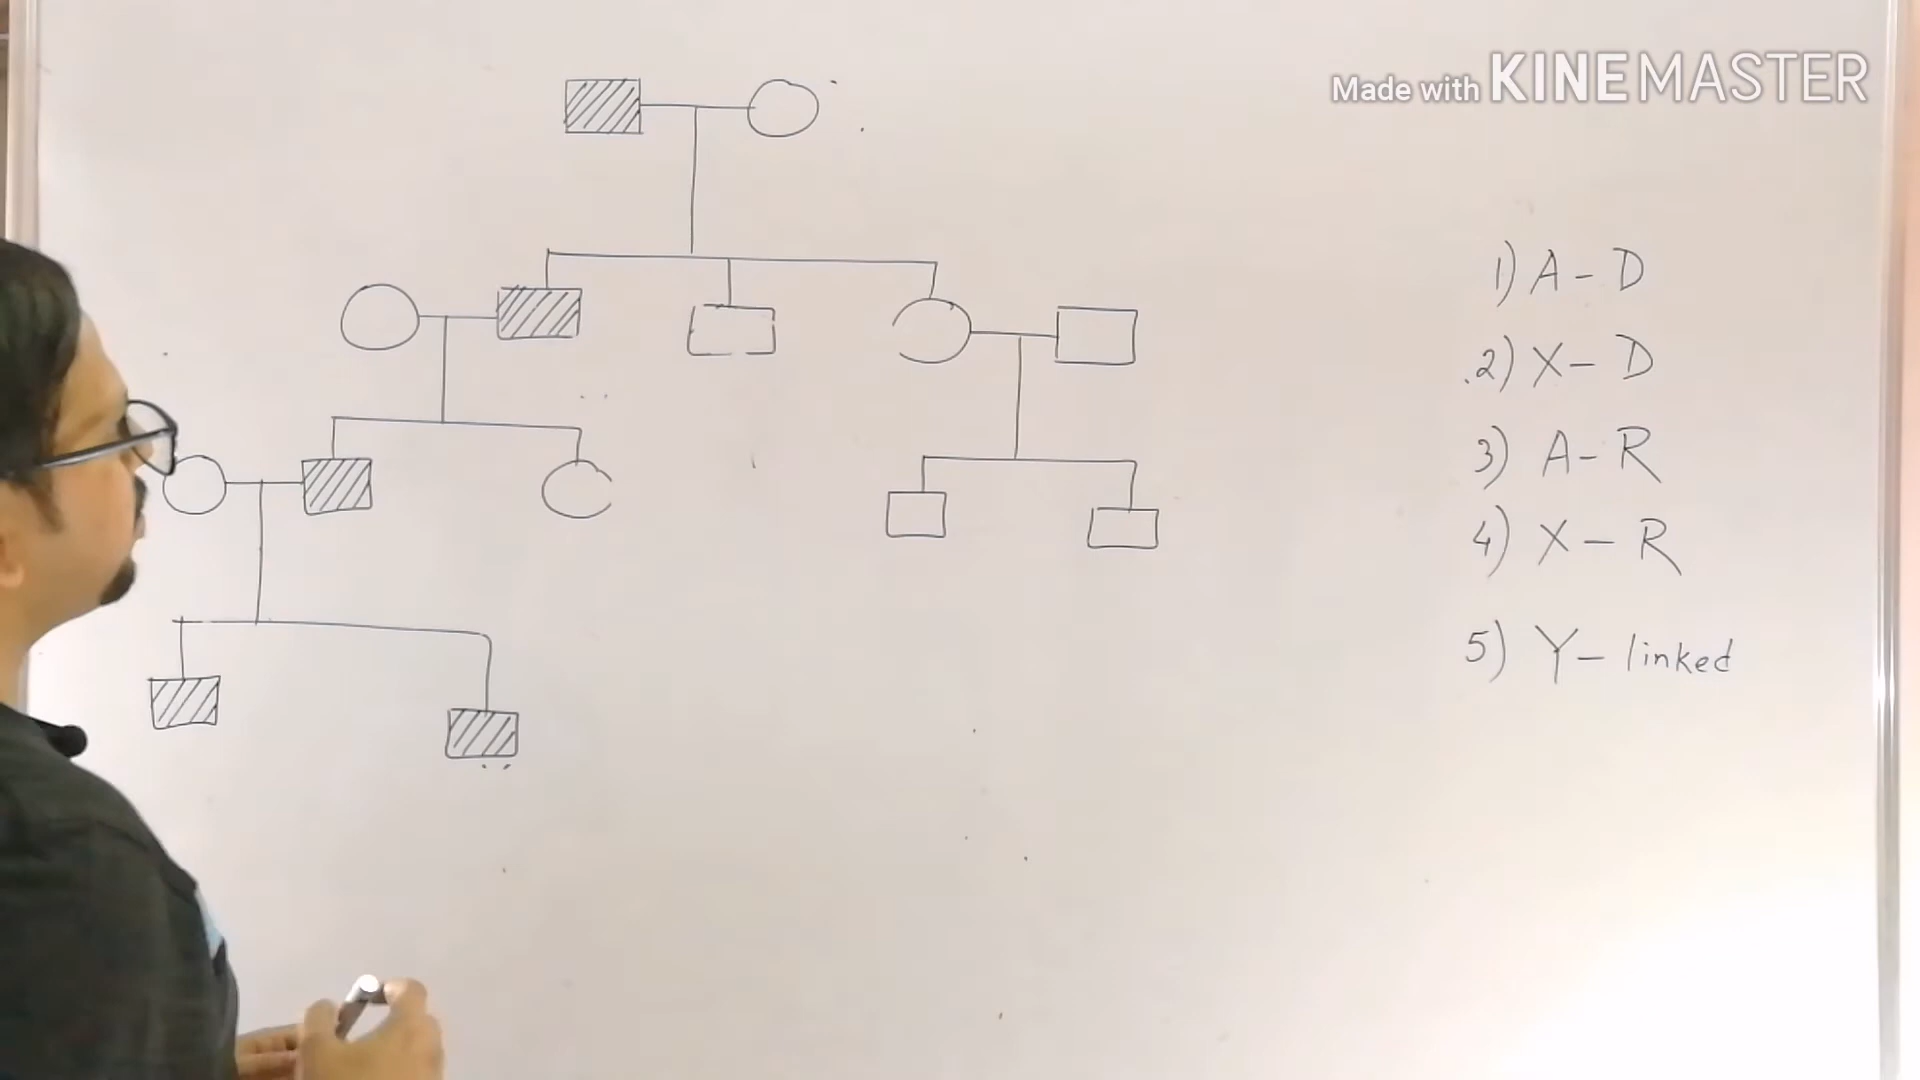 Made with KINEMASTER
1) A - D
2) X - D
3) A - R
4) X - R
5) Y - linked